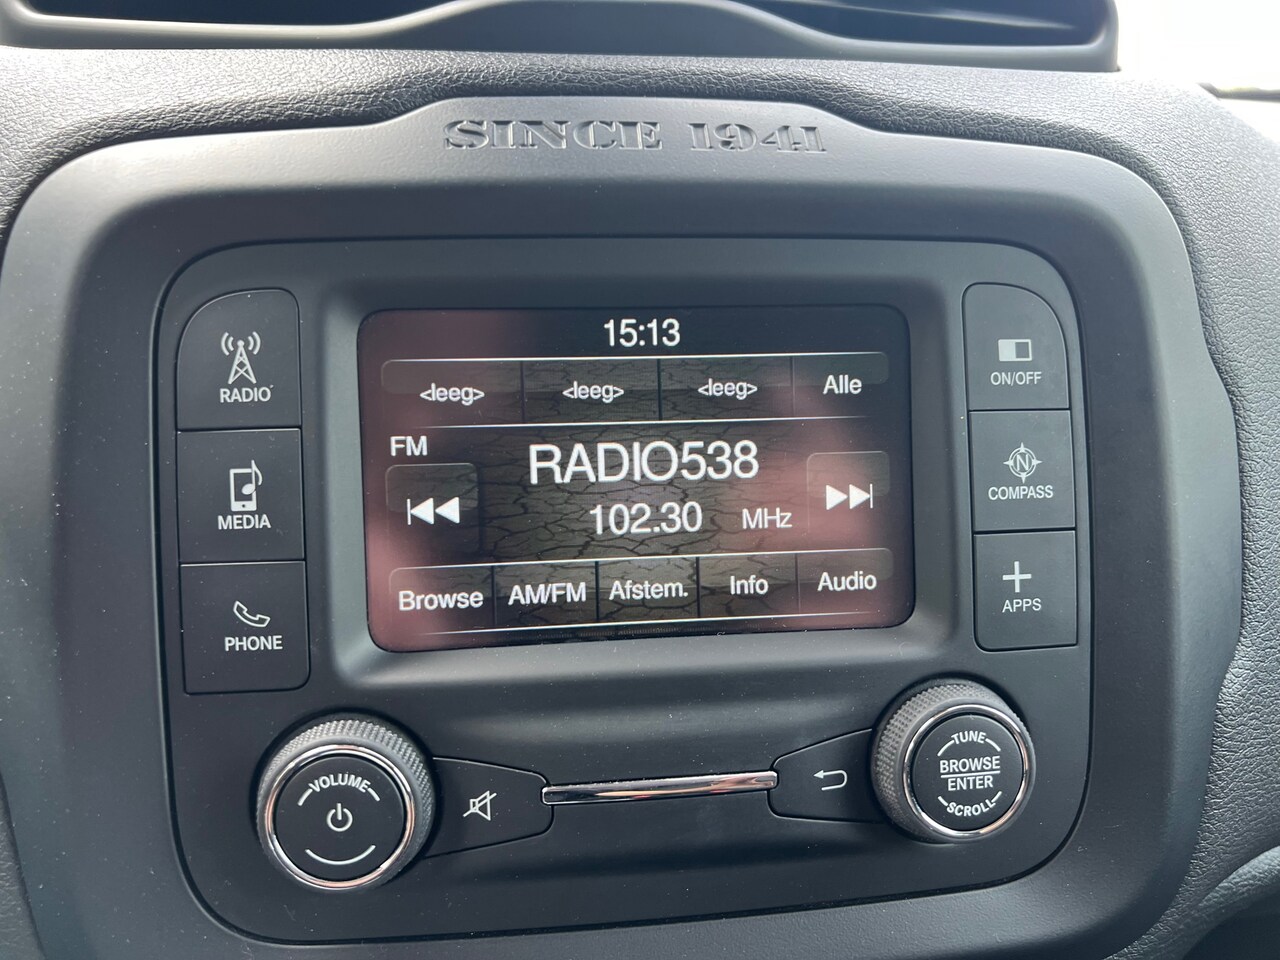 SINCE 1941
15:13
<leeg> <leeg> <leeg> Alle
FM
RADIO538
102.30 MHz
Browse AM/FM Afstem. Info Audio
RADIO
MEDIA
PHONE
ON/OFF
N
COMPASS
APPS
VOLUME
TUNE
BROWSE
ENTER
SCROLL